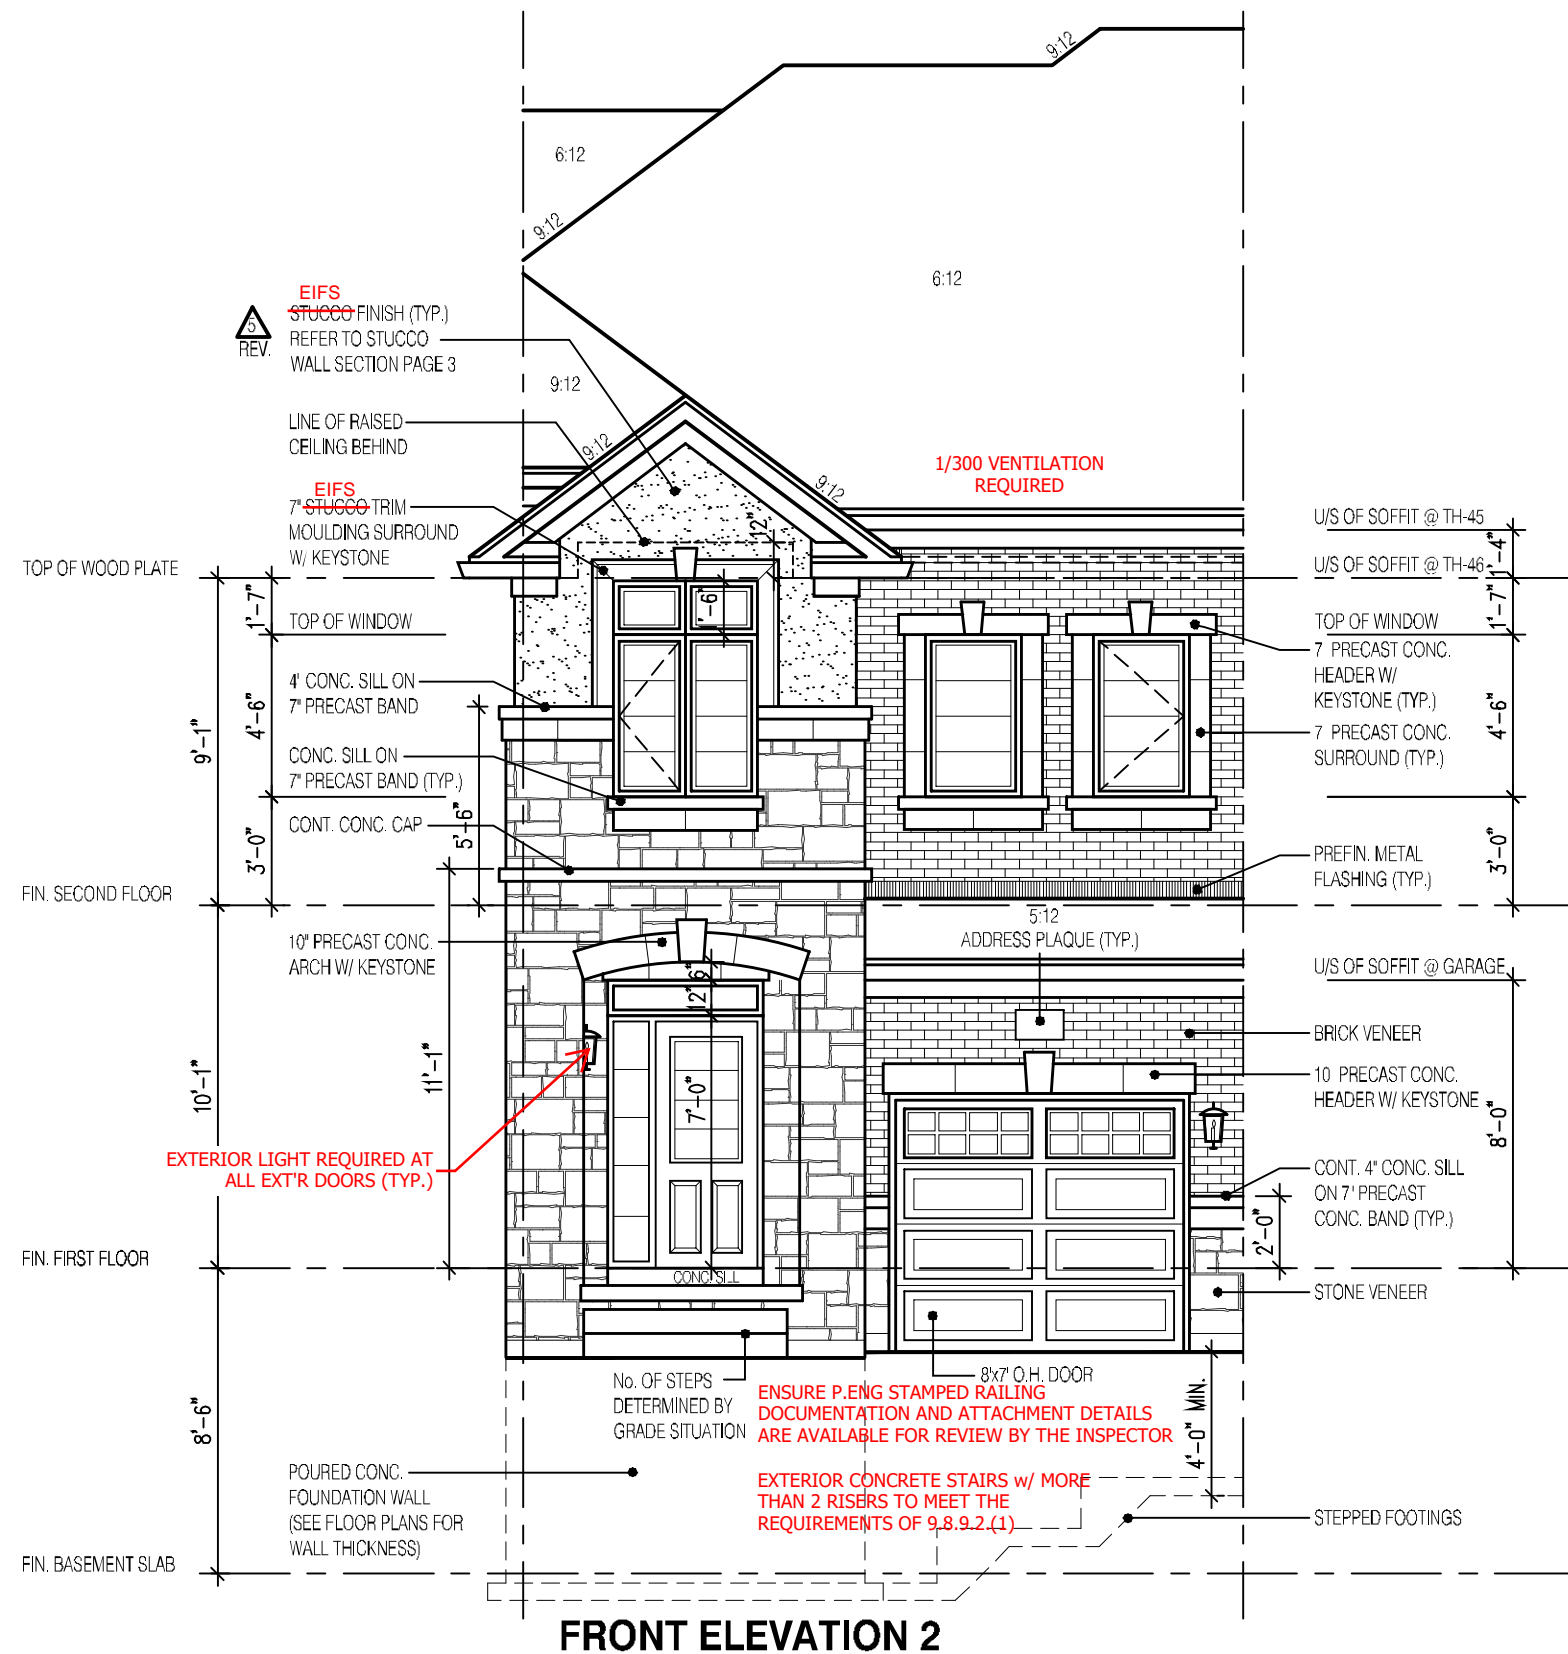 9:12
6:12
9:12
6:12
EIFS
STUCCO FINISH (TYP.)
REFER TO STUCCO
WALL SECTION PAGE 3
5
REV.
9:12
LINE OF RAISED
CEILING BEHIND
9:12
9:12
1/300 VENTILATION
REQUIRED
EIFS
7" STUCCO TRIM
MOULDING SURROUND
W/ KEYSTONE
12"
U/S OF SOFFIT @ TH-45
1'-4"
U/S OF SOFFIT @ TH-46
TOP OF WOOD PLATE
1'-7"
TOP OF WINDOW
1'-6"
1'-7"
TOP OF WINDOW
7 PRECAST CONC.
HEADER W/
KEYSTONE (TYP.)
4' CONC. SILL ON
7" PRECAST BAND
9'-1"
4'-6"
4'-6"
7 PRECAST CONC.
SURROUND (TYP.)
CONC. SILL ON
7" PRECAST BAND (TYP.)
CONT. CONC. CAP
5'-6"
3'-0"
3'-0"
PREFIN. METAL
FLASHING (TYP.)
FIN. SECOND FLOOR
5:12
ADDRESS PLAQUE (TYP.)
10" PRECAST CONC.
ARCH W/ KEYSTONE
6"
12"
U/S OF SOFFIT @ GARAGE
BRICK VENEER
10 PRECAST CONC.
HEADER W/ KEYSTONE
10'-1"
11'-1"
7'-0"
8'-0"
EXTERIOR LIGHT REQUIRED AT
ALL EXT'R DOORS (TYP.)
CONT. 4" CONC. SILL
ON 7' PRECAST
CONC. BAND (TYP.)
2'-0"
FIN. FIRST FLOOR
CONC. SILL
STONE VENEER
No. OF STEPS
DETERMINED BY
GRADE SITUATION
8'x7' O.H. DOOR
ENSURE P.ENG STAMPED RAILING
DOCUMENTATION AND ATTACHMENT DETAILS
ARE AVAILABLE FOR REVIEW BY THE INSPECTOR
4'-0" MIN.
8'-6"
POURED CONC.
FOUNDATION WALL
(SEE FLOOR PLANS FOR
WALL THICKNESS)
EXTERIOR CONCRETE STAIRS w/ MORE
THAN 2 RISERS TO MEET THE
REQUIREMENTS OF 9.8.9.2.(1)
STEPPED FOOTINGS
FIN. BASEMENT SLAB
FRONT ELEVATION 2